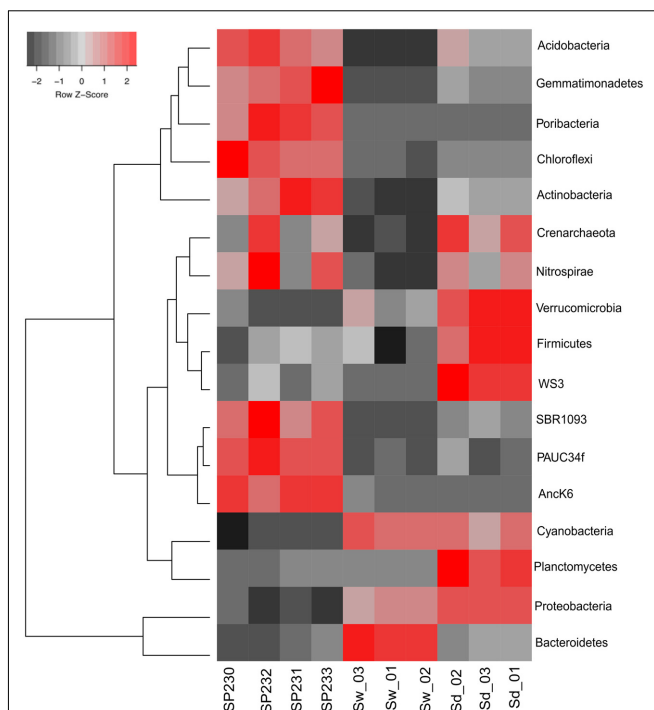 -2 -1 0 1 2
Row Z-Score
Acidobacteria
Gemmatimonadetes
Poribacteria
Chloroflexi
Actinobacteria
Crenarchaeota
Nitrospirae
Verrucomicrobia
Firmicutes
WS3
SBR1093
PAUC34f
AncK6
Cyanobacteria
Planctomycetes
Proteobacteria
Bacteroidetes
SP230
SP232
SP231
SP233
Sw_03
Sw_01
Sw_02
Sd_02
Sd_03
Sd_01